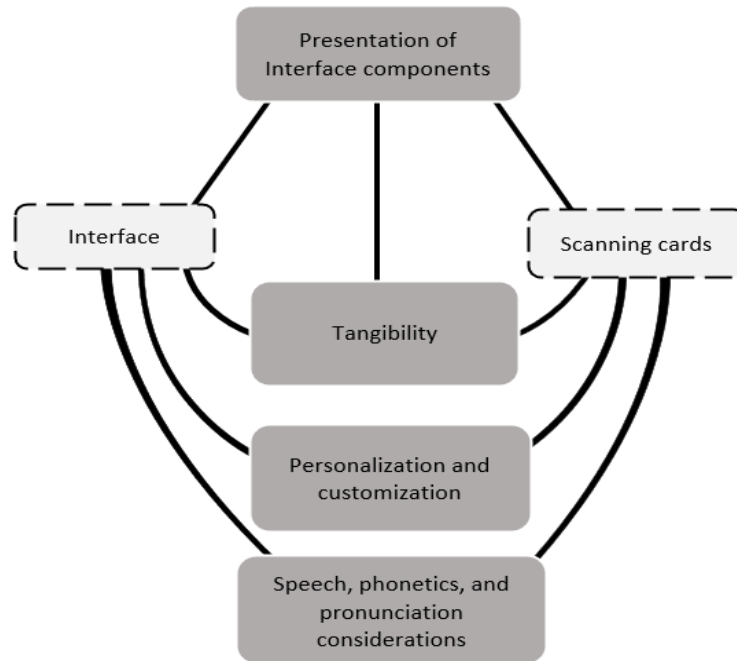 Presentation of
Interface components
Interface
Scanning cards
Tangibility
Personalization and
customization
Speech, phonetics, and
pronunciation
considerations